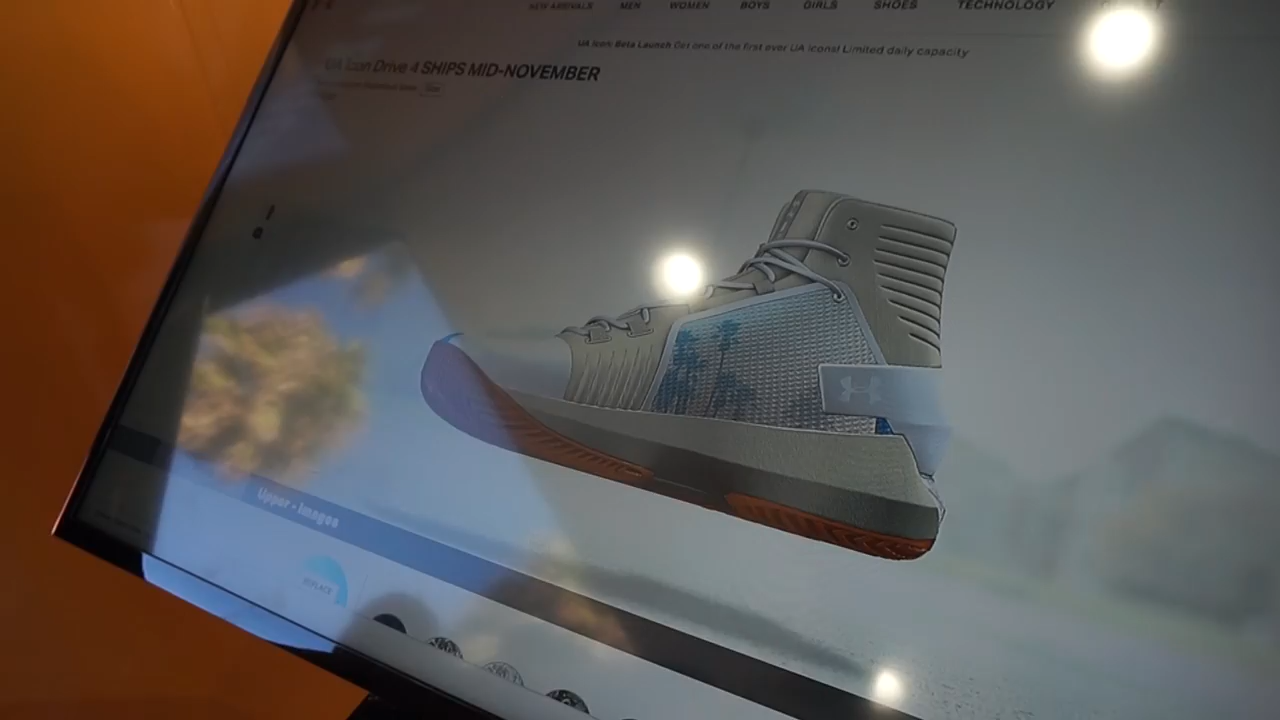 NEW ARRIVALS MEN WOMEN BOYS GIRLS SHOES TECHNOLOGY
UA Icon Beta Launch Get one of the first ever UA Icons! Limited daily capacity
UA Icon Drive 4 SHIPS MID-NOVEMBER
Size
Upper - Images
REPLACE